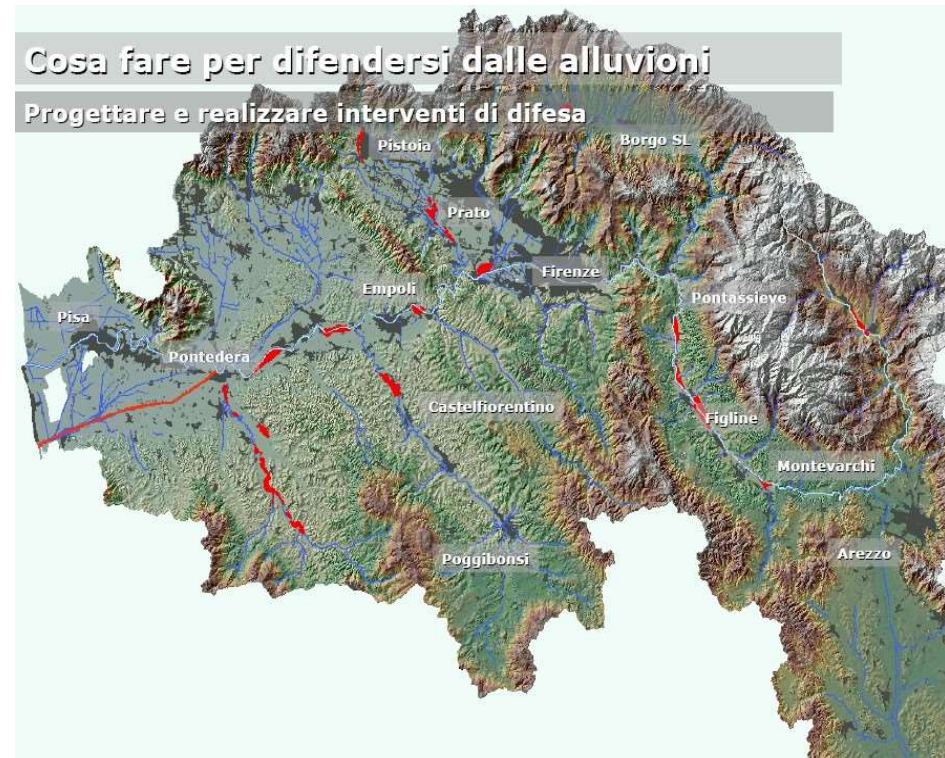 Cosa fare per difendersi dalle alluvioni
Progettare e realizzare interventi di difesa
Borgo SL
Pistoia
Prato
Firenze
Empoli
Pontassieve
Pisa
Pontedera
Castelfiorentino
Figline
Montevarchi
Arezzo
Poggibonsi